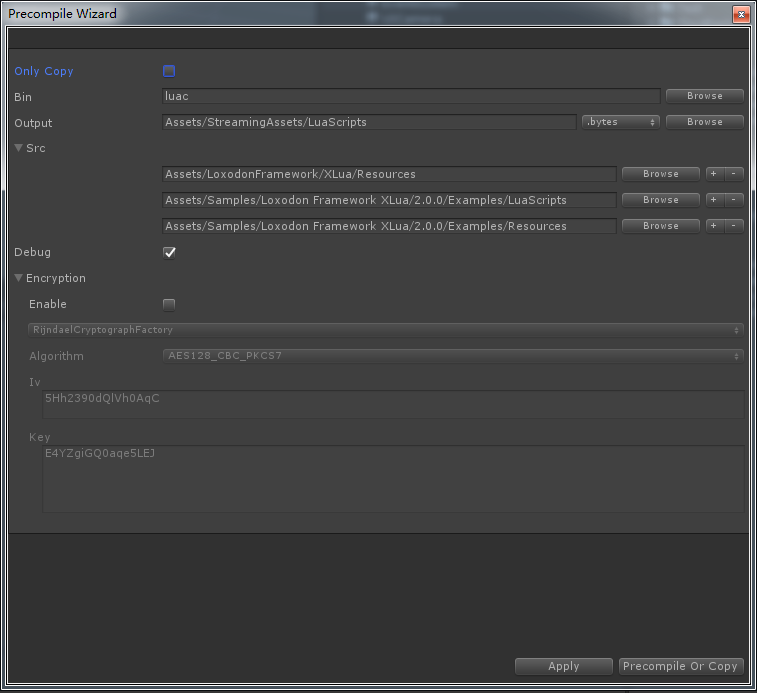 Precompile Wizard
Only Copy
Bin luac Browse
Output Assets/StreamingAssets/LuaScripts .bytes Browse
Src
Assets/LoxodonFramework/XLua/Resources Browse + -
Assets/Samples/Loxodon Framework XLua/2.0.0/Examples/LuaScripts Browse + -
Assets/Samples/Loxodon Framework XLua/2.0.0/Examples/Resources Browse + -
Debug
Encryption
Enable
RijndaelCryptographFactory
Algorithm AES128_CBC_PKCS7
Iv
5Hh2390dQlVh0AqC
Key
E4YZgiGQ0aqe5LEJ
Apply Precompile Or Copy